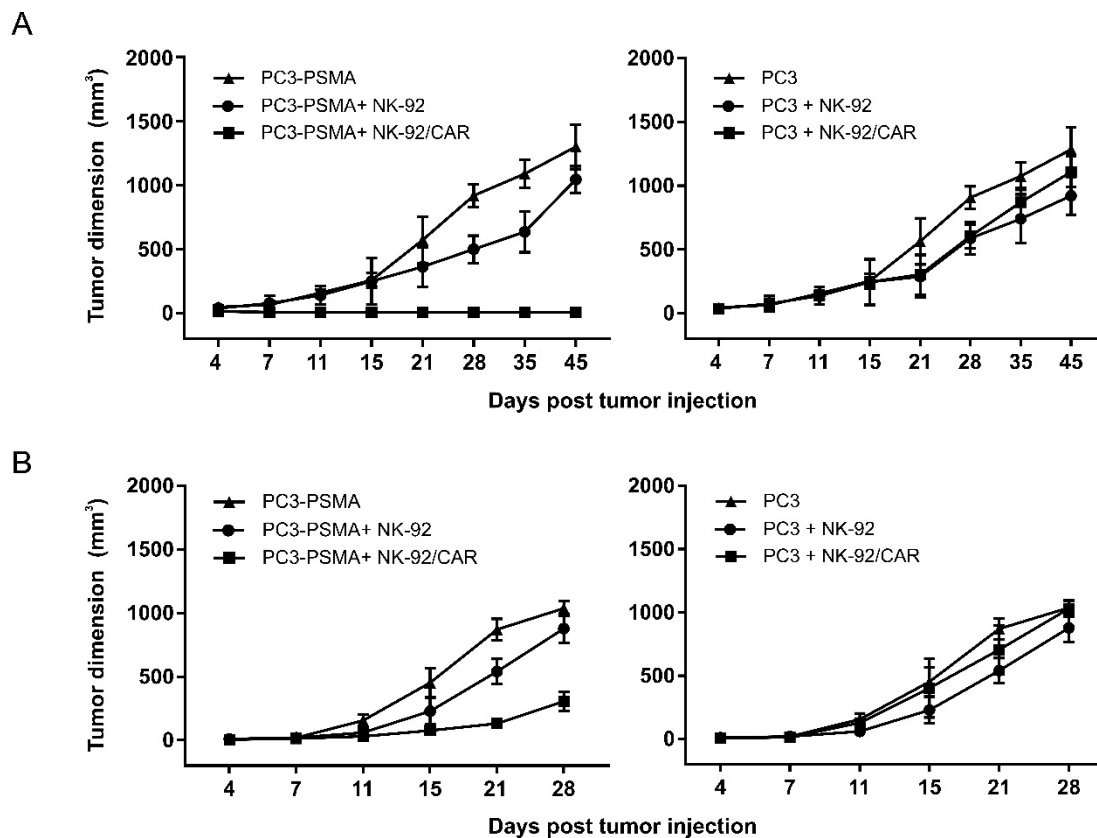 A
2000
1500
1000
500
0
Tumor dimension (mm³)
PC3-PSMA
PC3-PSMA+ NK-92
PC3-PSMA+ NK-92/CAR
4 7 11 15 21 28 35 45
2000
1500
1000
500
0
PC3
PC3 + NK-92
PC3 + NK-92/CAR
4 7 11 15 21 28 35 45
Days post tumor injection
B
2000
1500
1000
500
0
Tumor dimension (mm³)
PC3-PSMA
PC3-PSMA+ NK-92
PC3-PSMA+ NK-92/CAR
4 7 11 15 21 28
2000
1500
1000
500
0
PC3
PC3 + NK-92
PC3 + NK-92/CAR
4 7 11 15 21 28
Days post tumor injection